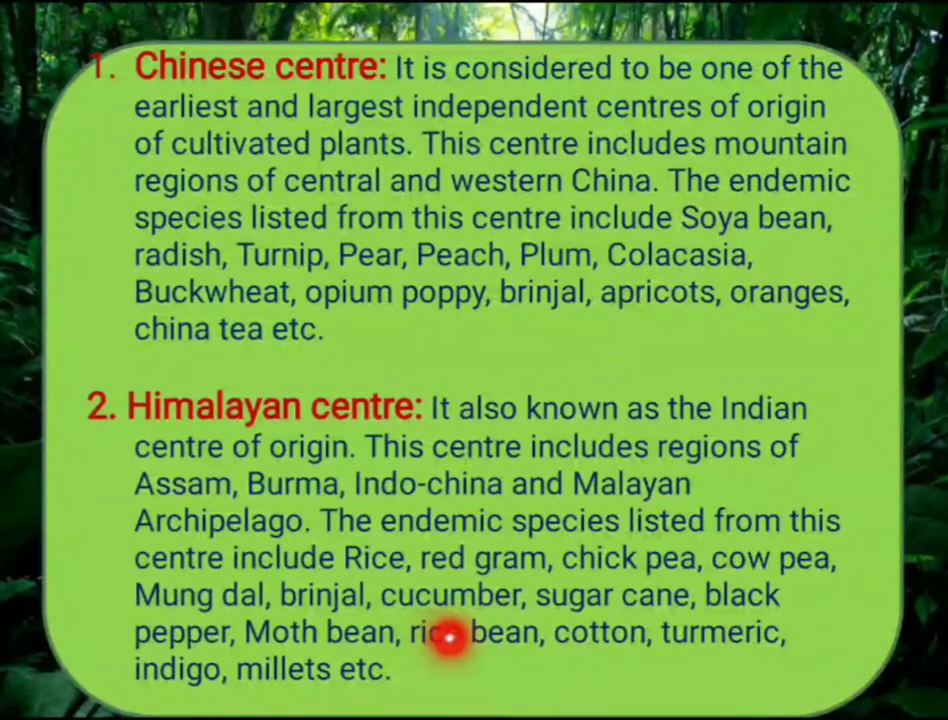 1. Chinese centre: It is considered to be one of the
earliest and largest independent centres of origin
of cultivated plants. This centre includes mountain
regions of central and western China. The endemic
species listed from this centre include Soya bean,
radish, Turnip, Pear, Peach, Plum, Colacasia,
Buckwheat, opium poppy, brinjal, apricots, oranges,
china tea etc.
2. Himalayan centre: It also known as the Indian
centre of origin. This centre includes regions of
Assam, Burma, Indo-china and Malayan
Archipelago. The endemic species listed from this
centre include Rice, red gram, chick pea, cow pea,
Mung dal, brinjal, cucumber, sugar cane, black
pepper, Moth bean, rice bean, cotton, turmeric,
indigo, millets etc.